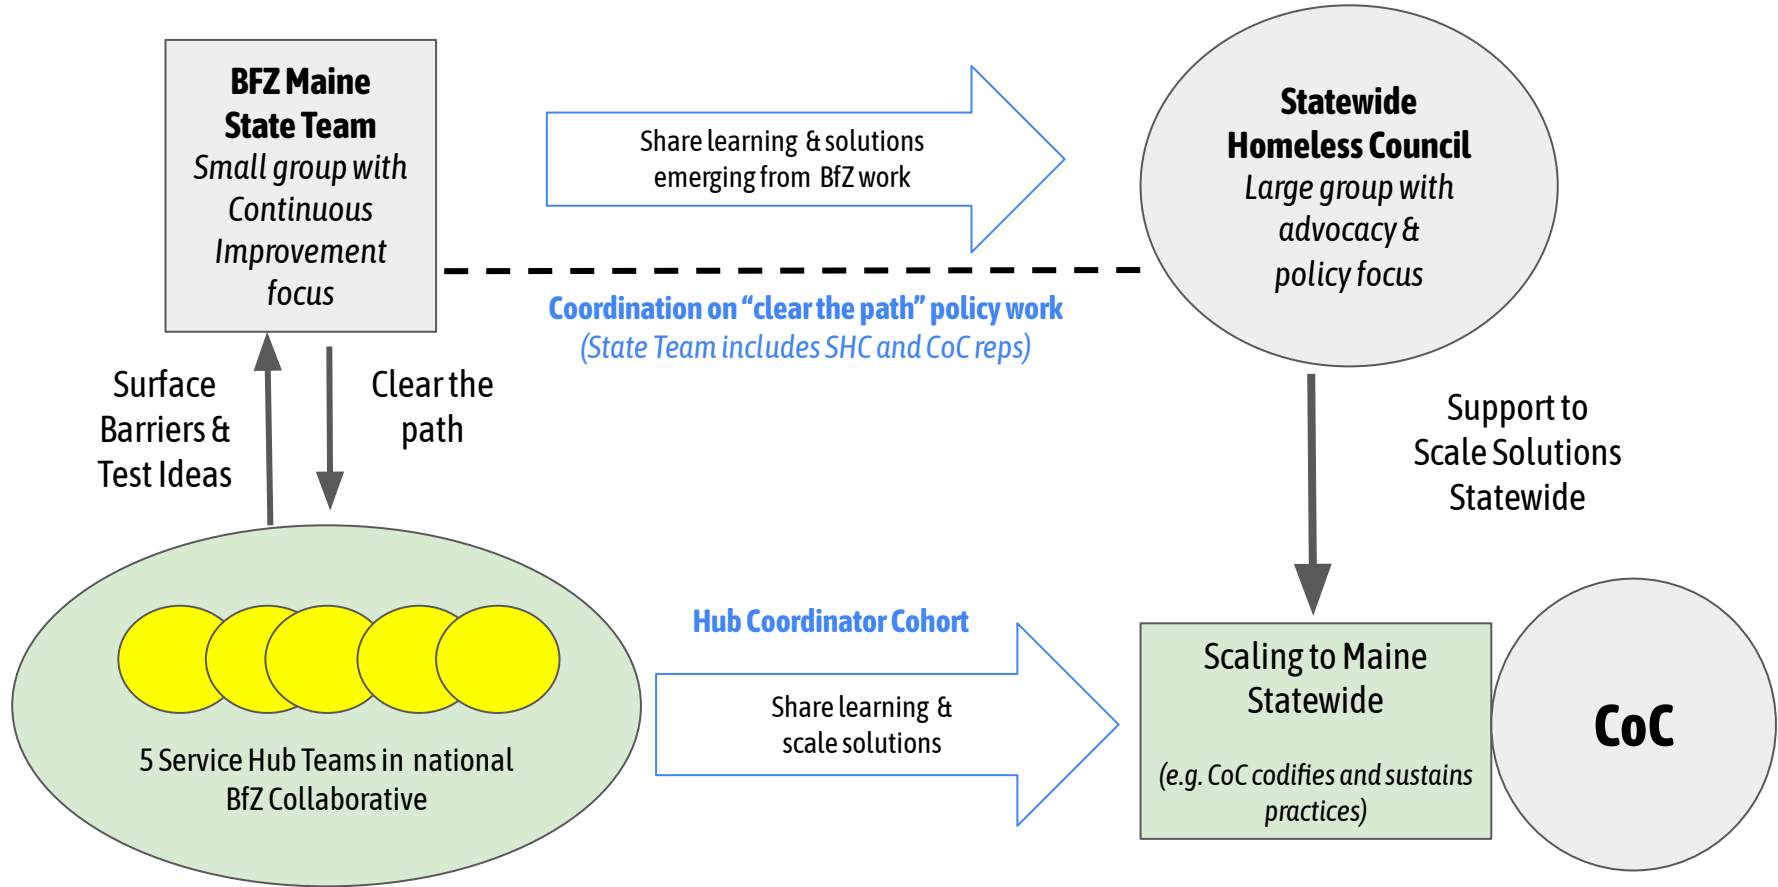 BFZ Maine
State Team
Small group with
Continuous
Improvement
focus
Share learning & solutions
emerging from BfZ work
Statewide
Homeless Council
Large group with
advocacy &
policy focus
Coordination on “clear the path” policy work
(State Team includes SHC and CoC reps)
Surface
Barriers &
Test Ideas
Clear the
path
Support to
Scale Solutions
Statewide
5 Service Hub Teams in national
BfZ Collaborative
Hub Coordinator Cohort
Share learning &
scale solutions
Scaling to Maine
Statewide
(e.g. CoC codifies and sustains
practices)
CoC